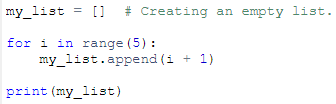 my_list = []  # Creating an empty list.
for i in range(5):
    my_list.append(i + 1)
print(my_list)